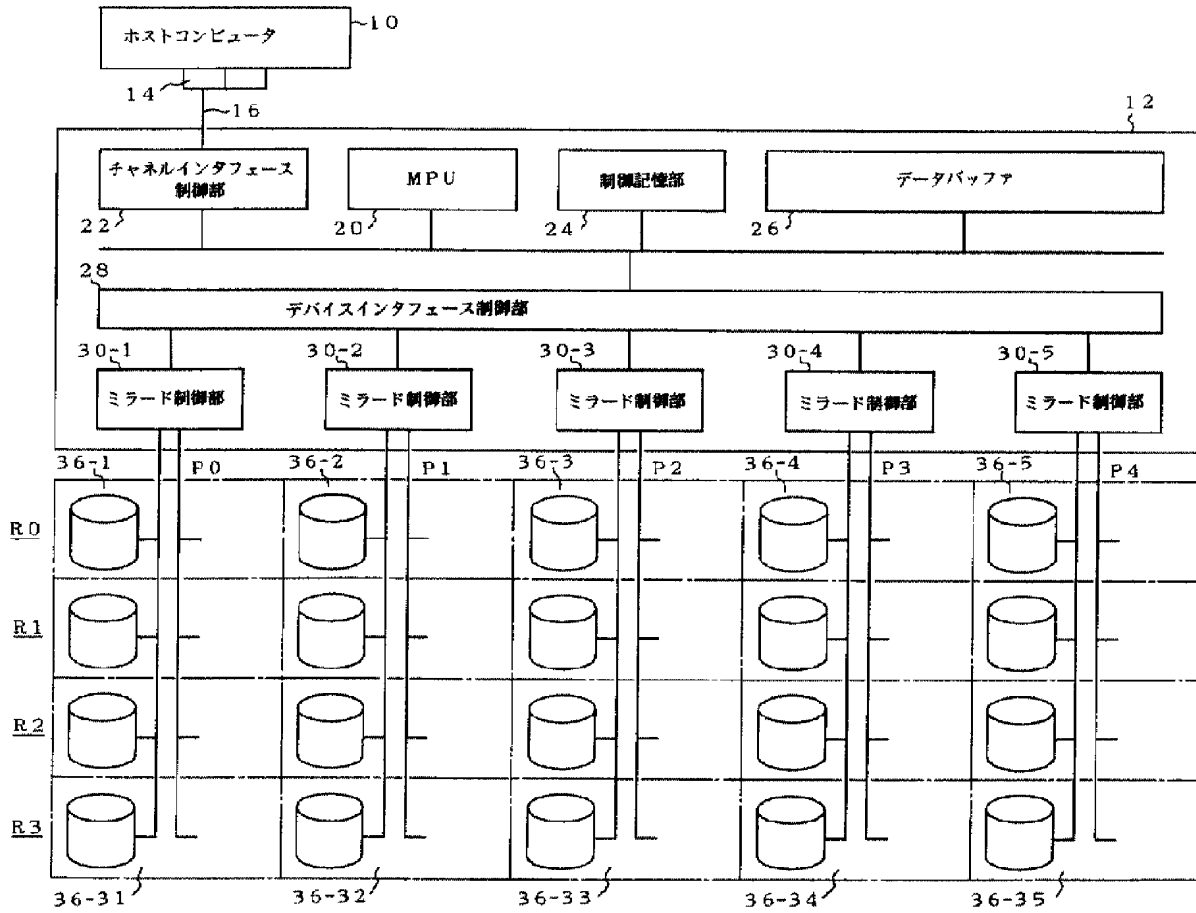 ホストコンピュータ
10
14
16
12
チャネルインタフェース
制御部
MPU
制御記憶部
データバッファ
22
20
24
26
28
デバイスインタフェース制御部
30-1
30-2
30-3
30-4
30-5
ミラード制御部
ミラード制御部
ミラード制御部
ミラード制御部
ミラード制御部
36-1
P0
36-2
P1
36-3
P2
36-4
P3
36-5
P4
R0
R1
R2
R3
36-31
36-32
36-33
36-34
36-35